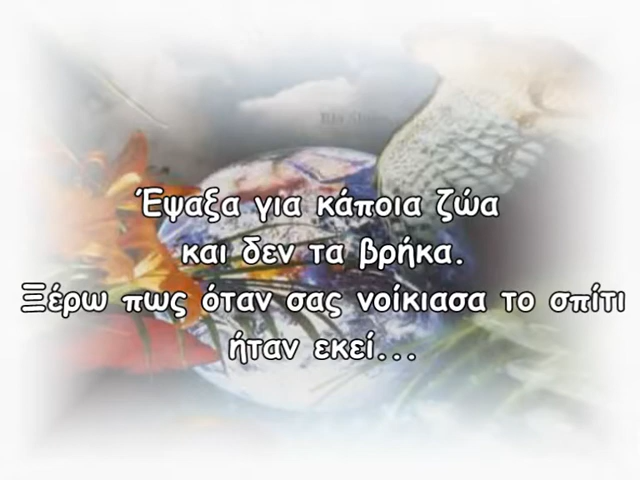 Έψαξα για κάποια ζώα
και δεν τα βρήκα.
Ξέρω πως όταν σας νοίκιασα το σπίτι
ήταν εκεί...